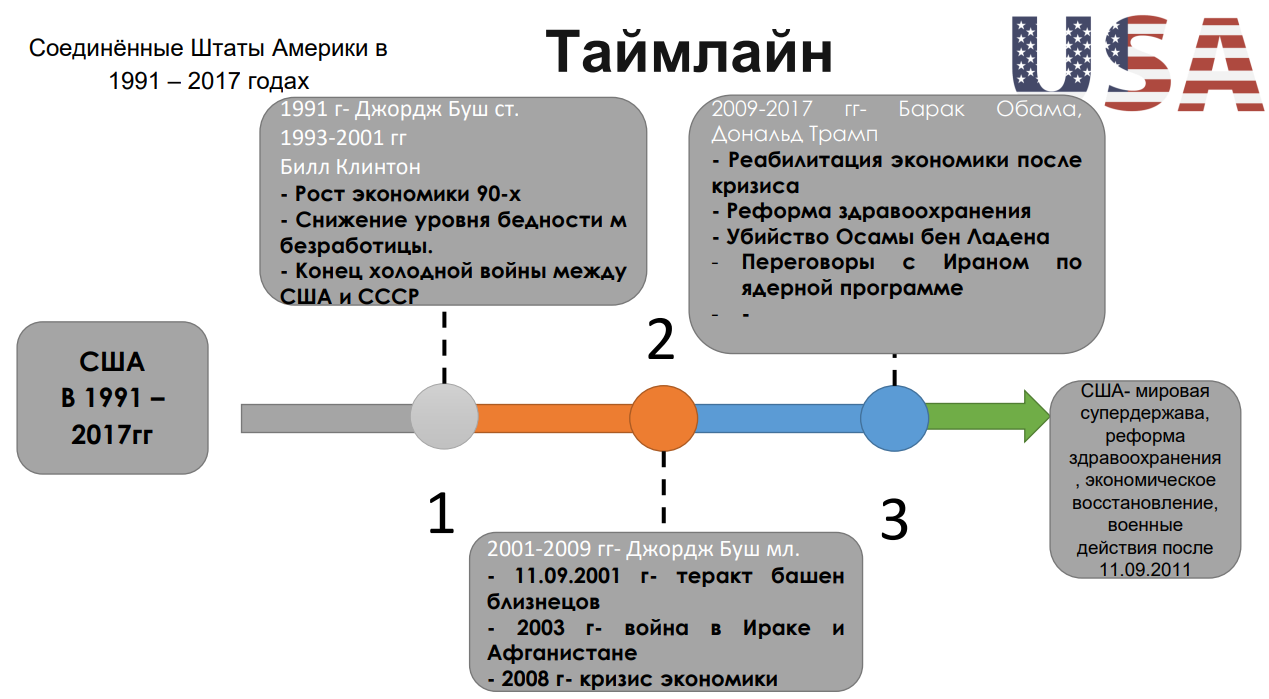 Соединённые Штаты Америки в
1991 – 2017 годах
Таймлайн
USA
1991 г- Джордж Буш ст.
1993-2001 гг
Билл Клинтон
- Рост экономики 90-х
- Снижение уровня бедности м
безработицы.
- Конец холодной войны между
США и СССР
2009-2017 гг- Барак Обама,
Дональд Трамп
- Реабилитация экономики после
кризиса
- Реформа здравоохранения
- Убийство Осамы бен Ладена
- Переговоры с Ираном по
ядерной программе
- -
США
В 1991 –
2017гг
2
1
3
США- мировая
супердержава,
реформа
здравоохранения
, экономическое
восстановление,
военные
действия после
11.09.2011
2001-2009 гг- Джордж Буш мл.
- 11.09.2001 г- теракт башен
близнецов
- 2003 г- война в Ираке и
Афганистане
- 2008 г- кризис экономики